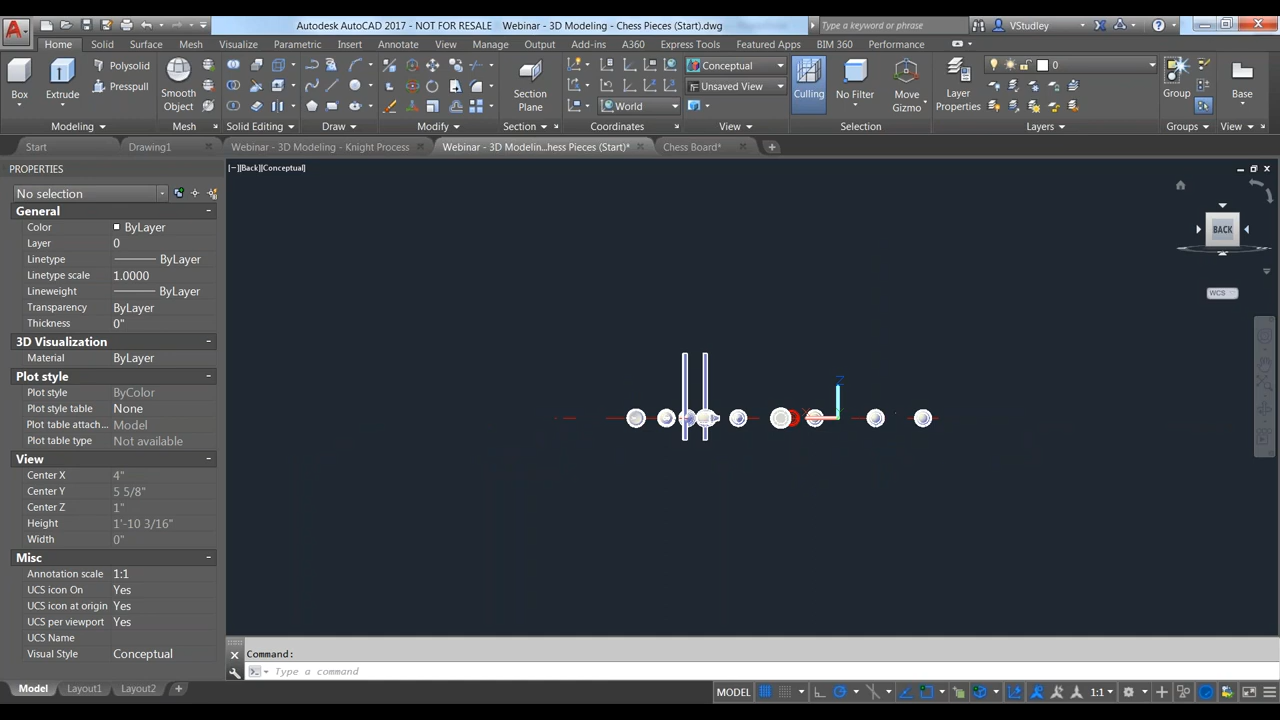 Autodesk AutoCAD 2017 - NOT FOR RESALE Webinar - 3D Modeling - Chess Pieces (Start).dwg
Type a keyword or phrase
VStudley
Home Solid Surface Mesh Visualize Parametric Insert Annotate View Manage Output Add-ins A360 Express Tools Featured Apps BIM 360 Performance
Polysolid
Presspull
Box
Extrude
Smooth Object
Section Plane
World
Conceptual
Unsaved View
Culling
No Filter
Move Gizmo
Layer Properties
0
Group
Base
Modeling Mesh Solid Editing Draw Modify Section Coordinates View Selection Layers Groups View
Start Drawing1 Webinar - 3D Modeling - Knight Process Webinar - 3D Modelin...hess Pieces (Start)* Chess Board*
PROPERTIES
[−][Back][Conceptual]
No selection
General
Color ByLayer
Layer 0
Linetype ByLayer
Linetype scale 1.0000
Lineweight ByLayer
Transparency ByLayer
Thickness 0"
3D Visualization
Material ByLayer
Plot style
Plot style ByColor
Plot style table None
Plot table attach... Model
Plot table type Not available
View
Center X 4"
Center Y 5 5/8"
Center Z 1"
Height 1'-10 3/16"
Width 0"
Misc
Annotation scale 1:1
UCS icon On Yes
UCS icon at origin Yes
UCS per viewport Yes
UCS Name
Visual Style Conceptual
Z
BACK
WCS
Command:
Type a command
Model Layout1 Layout2
MODEL
1:1